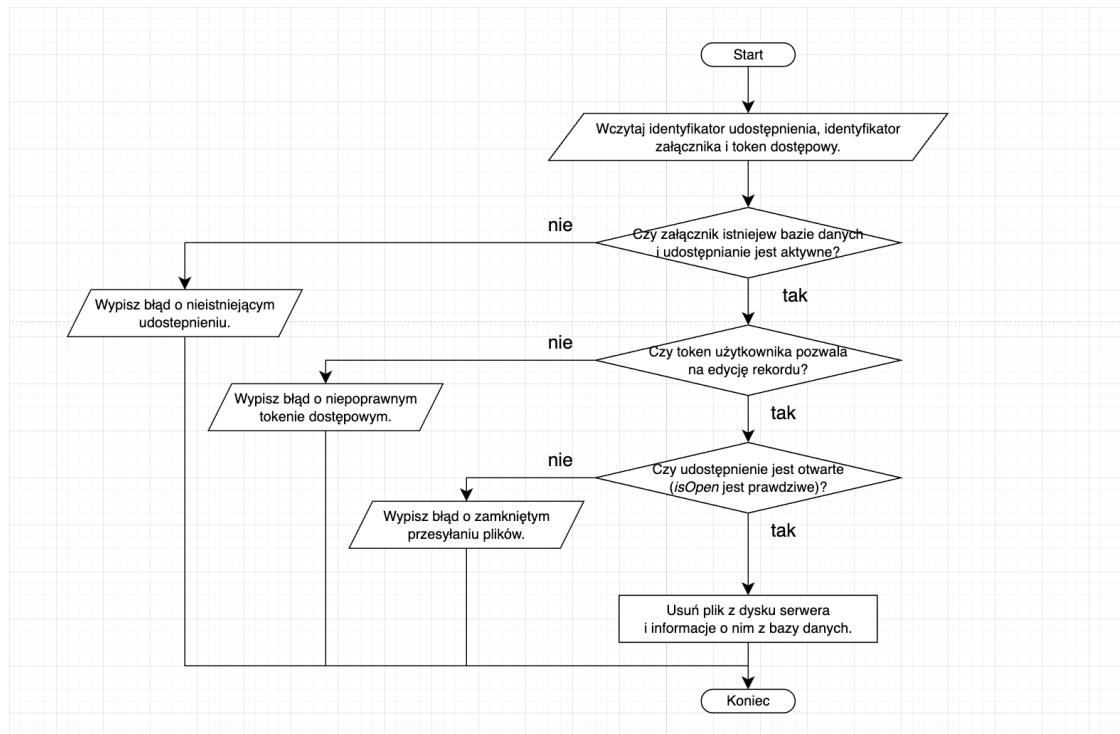 Start
Wczytaj identyfikator udostępnienia, identyfikator
załącznika i token dostępowy.
nie
Czy załącznik istniejew bazie danych
i udostępnianie jest aktywne?
tak
Wypisz błąd o nieistniejącym
udostepnieniu.
nie
Czy token użytkownika pozwala
na edycję rekordu?
tak
Wypisz błąd o niepoprawnym
tokenie dostępowym.
nie
Czy udostępnienie jest otwarte
(isOpen jest prawdziwe)?
tak
Wypisz błąd o zamkniętym
przesyłaniu plików.
Usuń plik z dysku serwera
i informacje o nim z bazy danych.
Koniec